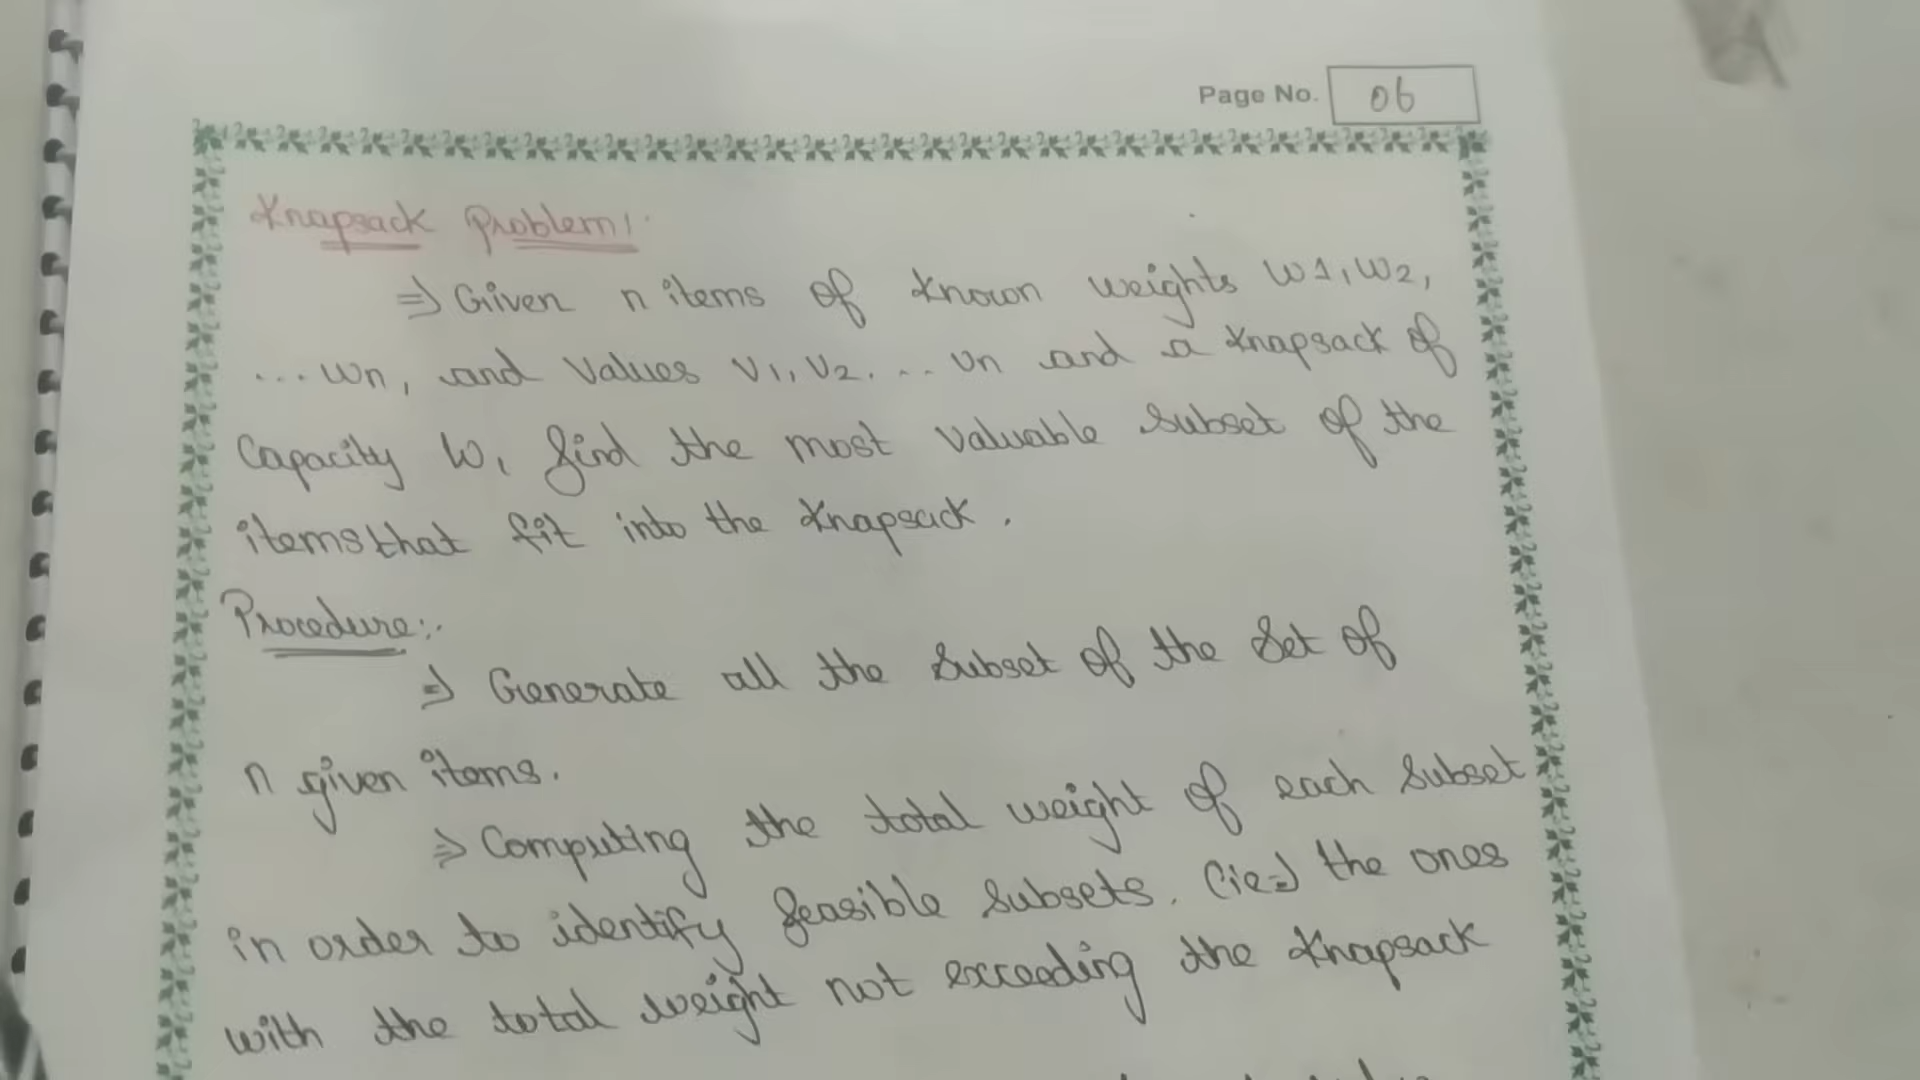 Page No. 06
Knapsack Problem:
=> Given n items of known weights w1, w2,
... wn, and values v1, v2. .. vn and a knapsack of
Capacity W, find the most valuable subset of the
items that fit into the knapsack.
Procedure:-
=> Generate all the subset of the set of
n given items.
=> Computing the total weight of each subset
in order to identify feasible subsets. (ie=) the ones
with the total weight not exceeding the knapsack